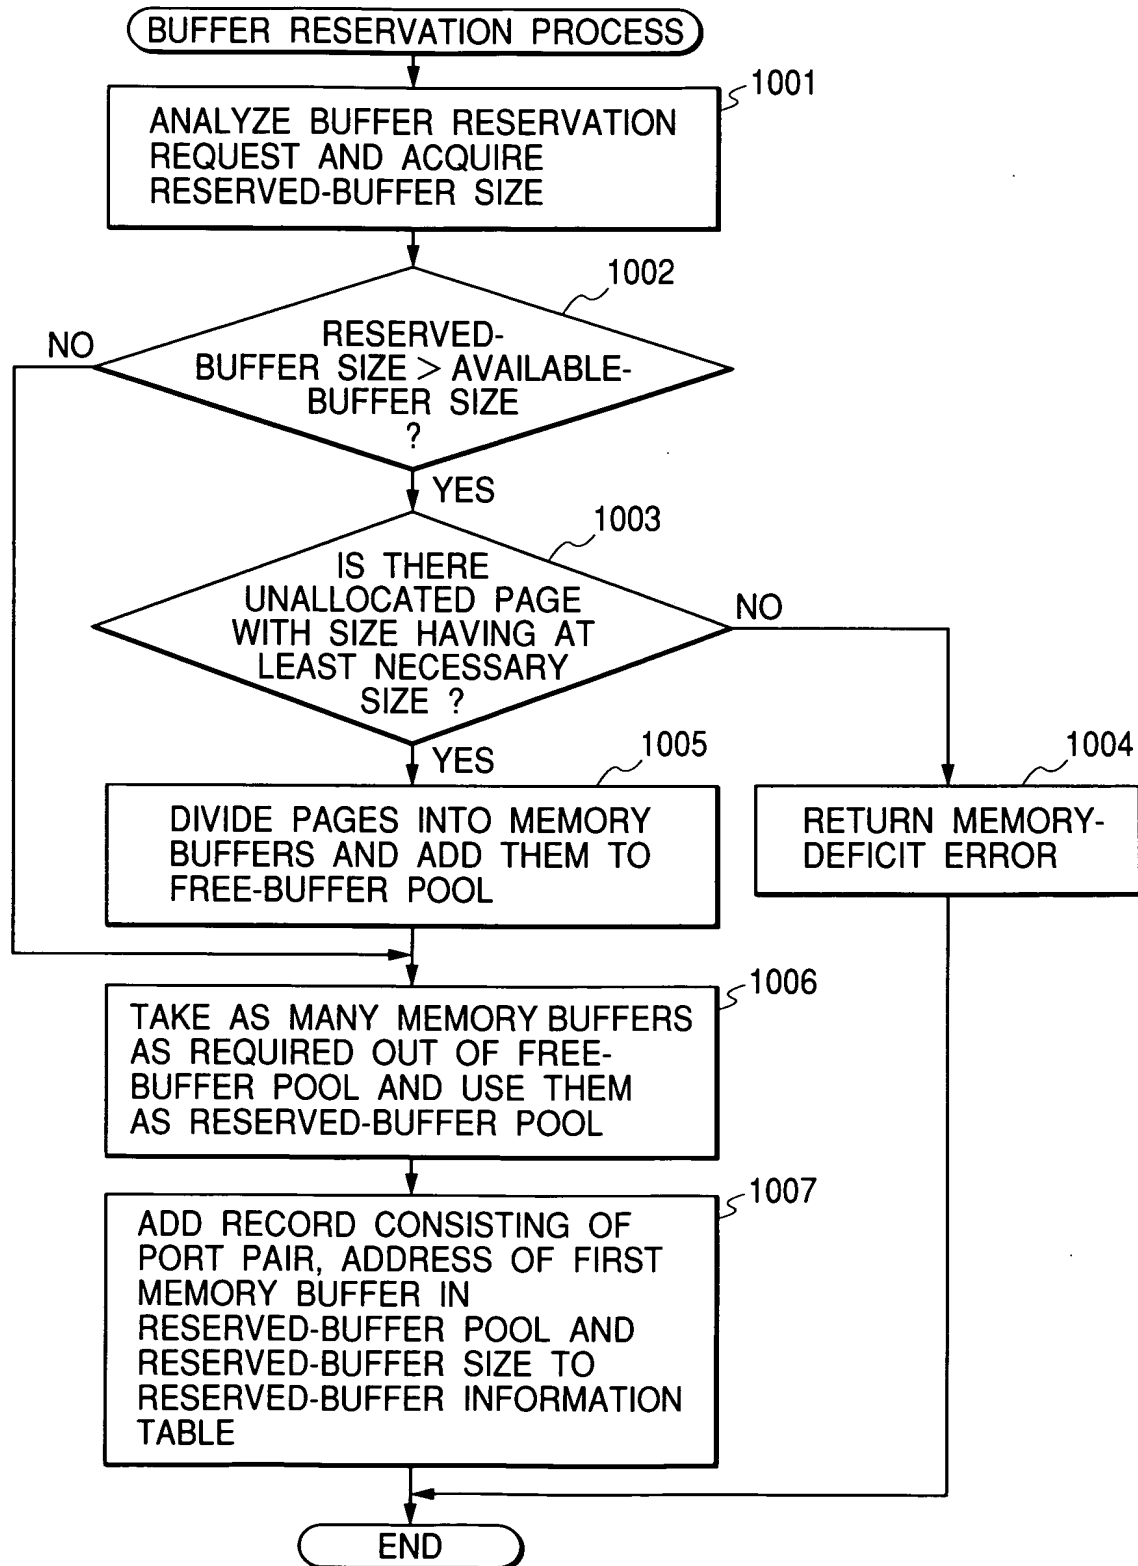 BUFFER RESERVATION PROCESS
1001
ANALYZE BUFFER RESERVATION
REQUEST AND ACQUIRE
RESERVED-BUFFER SIZE
1002
RESERVED-
BUFFER SIZE > AVAILABLE-
BUFFER SIZE
?
NO
YES
1003
IS THERE
UNALLOCATED PAGE
WITH SIZE HAVING AT
LEAST NECESSARY
SIZE ?
NO
YES
1005
DIVIDE PAGES INTO MEMORY
BUFFERS AND ADD THEM TO
FREE-BUFFER POOL
1004
RETURN MEMORY-
DEFICIT ERROR
1006
TAKE AS MANY MEMORY BUFFERS
AS REQUIRED OUT OF FREE-
BUFFER POOL AND USE THEM
AS RESERVED-BUFFER POOL
1007
ADD RECORD CONSISTING OF
PORT PAIR, ADDRESS OF FIRST
MEMORY BUFFER IN
RESERVED-BUFFER POOL AND
RESERVED-BUFFER SIZE TO
RESERVED-BUFFER INFORMATION
TABLE
END